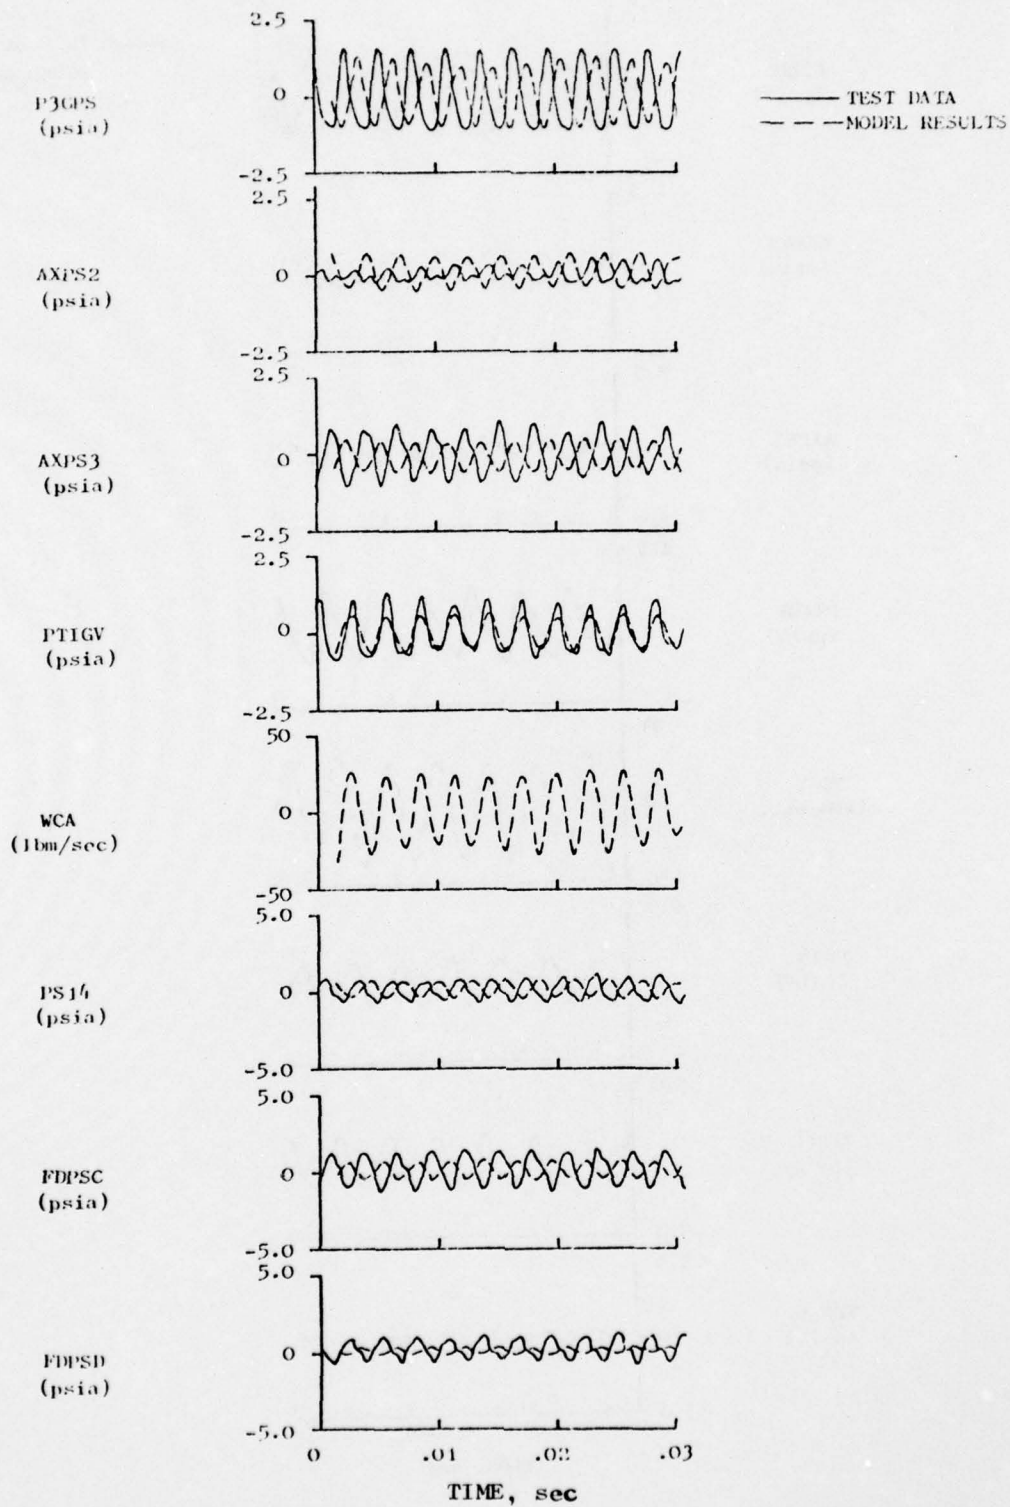 2.5
P3GPS
(psia)
0
-2.5
TEST DATA
MODEL RESULTS
2.5
AXPS2
(psia)
0
-2.5
2.5
AXPS3
(psia)
0
-2.5
2.5
PTIGV
(psia)
0
-2.5
50
WCA
(lbm/sec)
0
-50
5.0
PS14
(psia)
0
-5.0
5.0
FDPSC
(psia)
0
-5.0
5.0
FDPSD
(psia)
0
-5.0
0 .01 .02 .03
TIME, sec